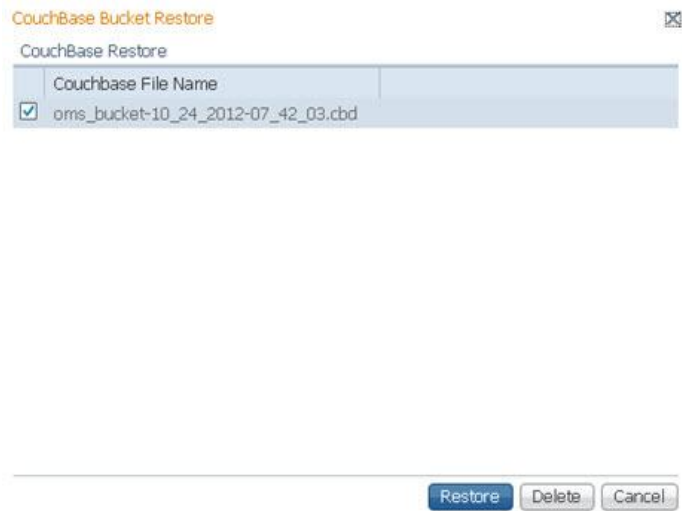 CouchBase Bucket Restore
CouchBase Restore
Couchbase File Name
oms_bucket-10_24_2012-07_42_03.cbd
Restore Delete Cancel